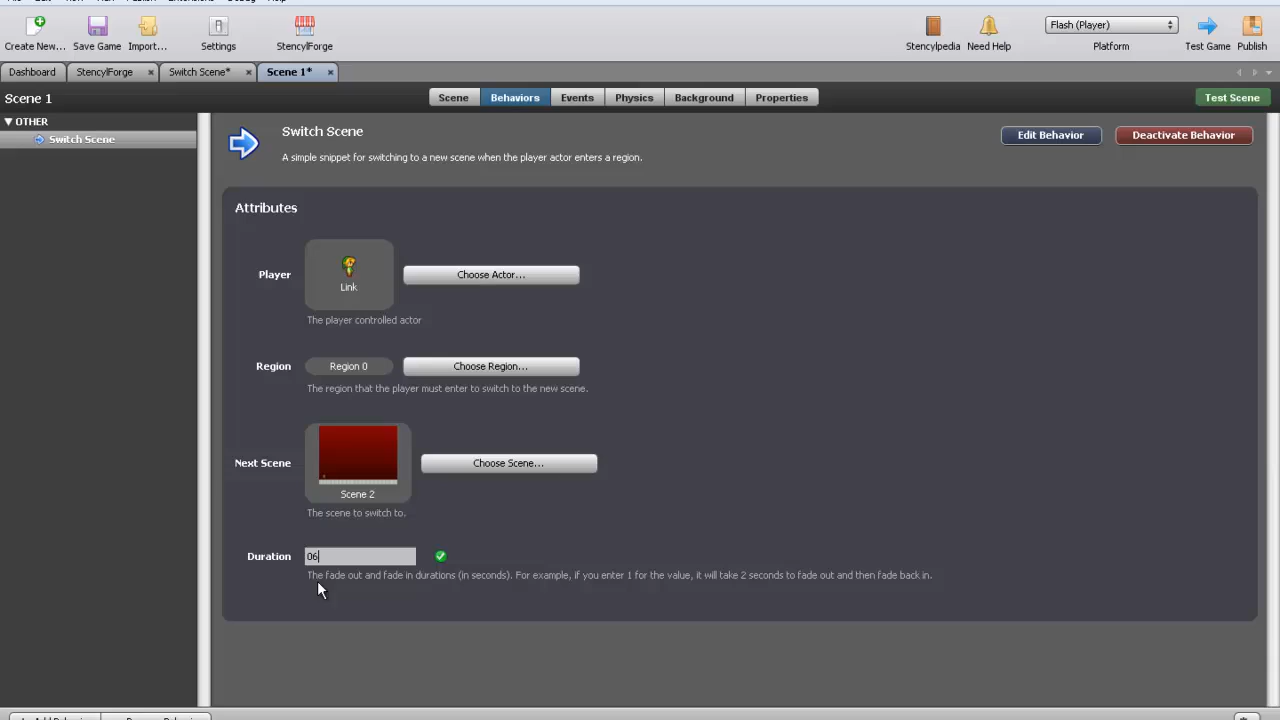 Create New... Save Game Import... Settings StencylForge Stencylpedia Need Help Flash (Player) Platform Test Game Publish
Dashboard StencylForge Switch Scene* Scene 1*
Scene 1 Scene Behaviors Events Physics Background Properties Test Scene
OTHER
Switch Scene
Switch Scene
Edit Behavior Deactivate Behavior
A simple snippet for switching to a new scene when the player actor enters a region.
Attributes
Player Link Choose Actor...
The player controlled actor
Region Region 0 Choose Region...
The region that the player must enter to switch to the new scene.
Next Scene Scene 2 Choose Scene...
The scene to switch to.
Duration 06
The fade out and fade in durations (in seconds). For example, if you enter 1 for the value, it will take 2 seconds to fade out and then fade back in.